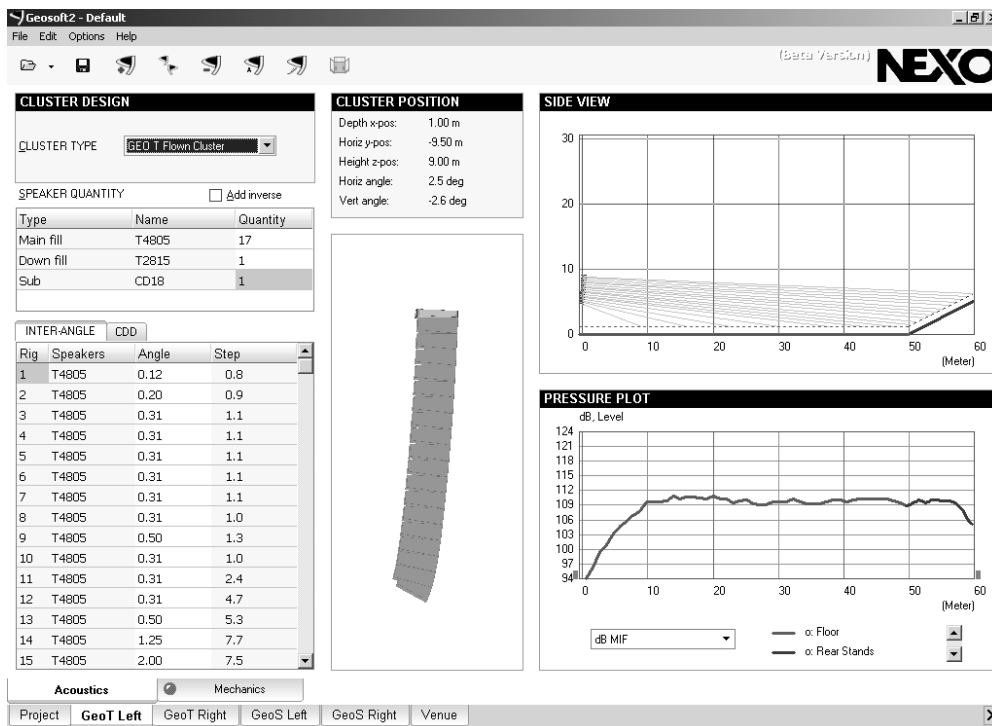 Geosoft2 - Default
File Edit Options Help
(Beta Version) NEXO
CLUSTER DESIGN
CLUSTER TYPE GEO T Flown Cluster
SPEAKER QUANTITY Add inverse
Type Name Quantity
Main fill T4805 17
Down fill T2815 1
Sub CD18 1
INTER-ANGLE CDD
Rig Speakers Angle Step
1 T4805 0.12 0.8
2 T4805 0.20 0.9
3 T4805 0.31 1.1
4 T4805 0.31 1.1
5 T4805 0.31 1.1
6 T4805 0.31 1.1
7 T4805 0.31 1.1
8 T4805 0.31 1.0
9 T4805 0.50 1.3
10 T4805 0.31 1.0
11 T4805 0.31 2.4
12 T4805 0.31 4.7
13 T4805 0.50 5.3
14 T4805 1.25 7.7
15 T4805 2.00 7.5
CLUSTER POSITION
Depth x-pos: 1.00 m
Horiz y-pos: -9.50 m
Height z-pos: 9.00 m
Horiz angle: 2.5 deg
Vert angle: -2.6 deg
SIDE VIEW
30
20
10
0
0 10 20 30 40 50 60
(Meter)
PRESSURE PLOT
dB, Level
124
121
118
115
112
109
106
103
100
97
94
0 10 20 30 40 50 60
(Meter)
dB MIF
o: Floor
o: Rear Stands
Acoustics Mechanics
Project GeoT Left GeoT Right GeoS Left GeoS Right Venue